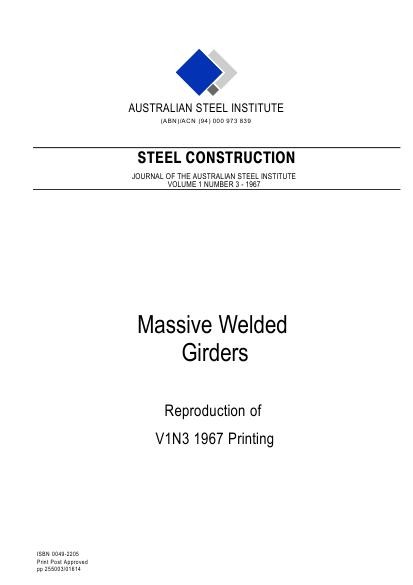 AUSTRALIAN STEEL INSTITUTE
(ABN)/ACN (94) 000 973 839
STEEL CONSTRUCTION
JOURNAL OF THE AUSTRALIAN STEEL INSTITUTE
VOLUME 1 NUMBER 3 - 1967
Massive Welded
Girders
Reproduction of
V1N3 1967 Printing
ISBN 0049-2205
Print Post Approved
pp 255003/01614